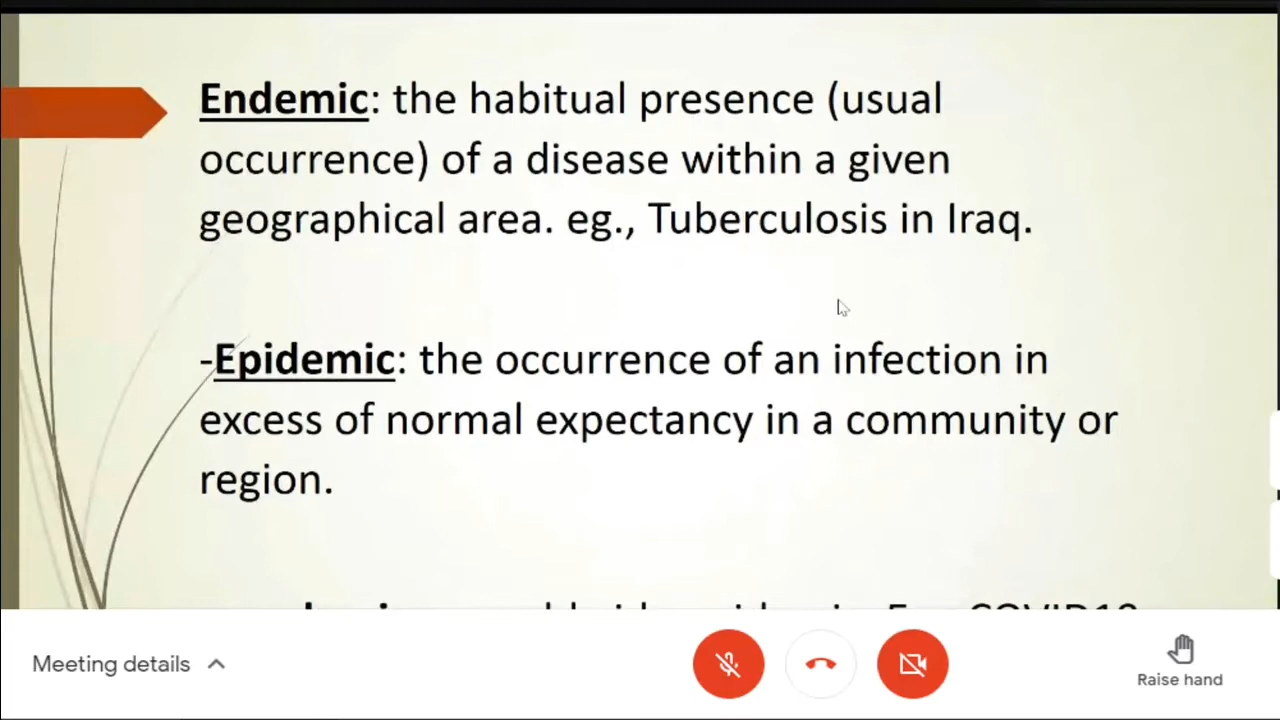 Endemic: the habitual presence (usual
occurrence) of a disease within a given
geographical area. eg., Tuberculosis in Iraq.
-Epidemic: the occurrence of an infection in
excess of normal expectancy in a community or
region.
COVID19
Meeting details
Raise hand